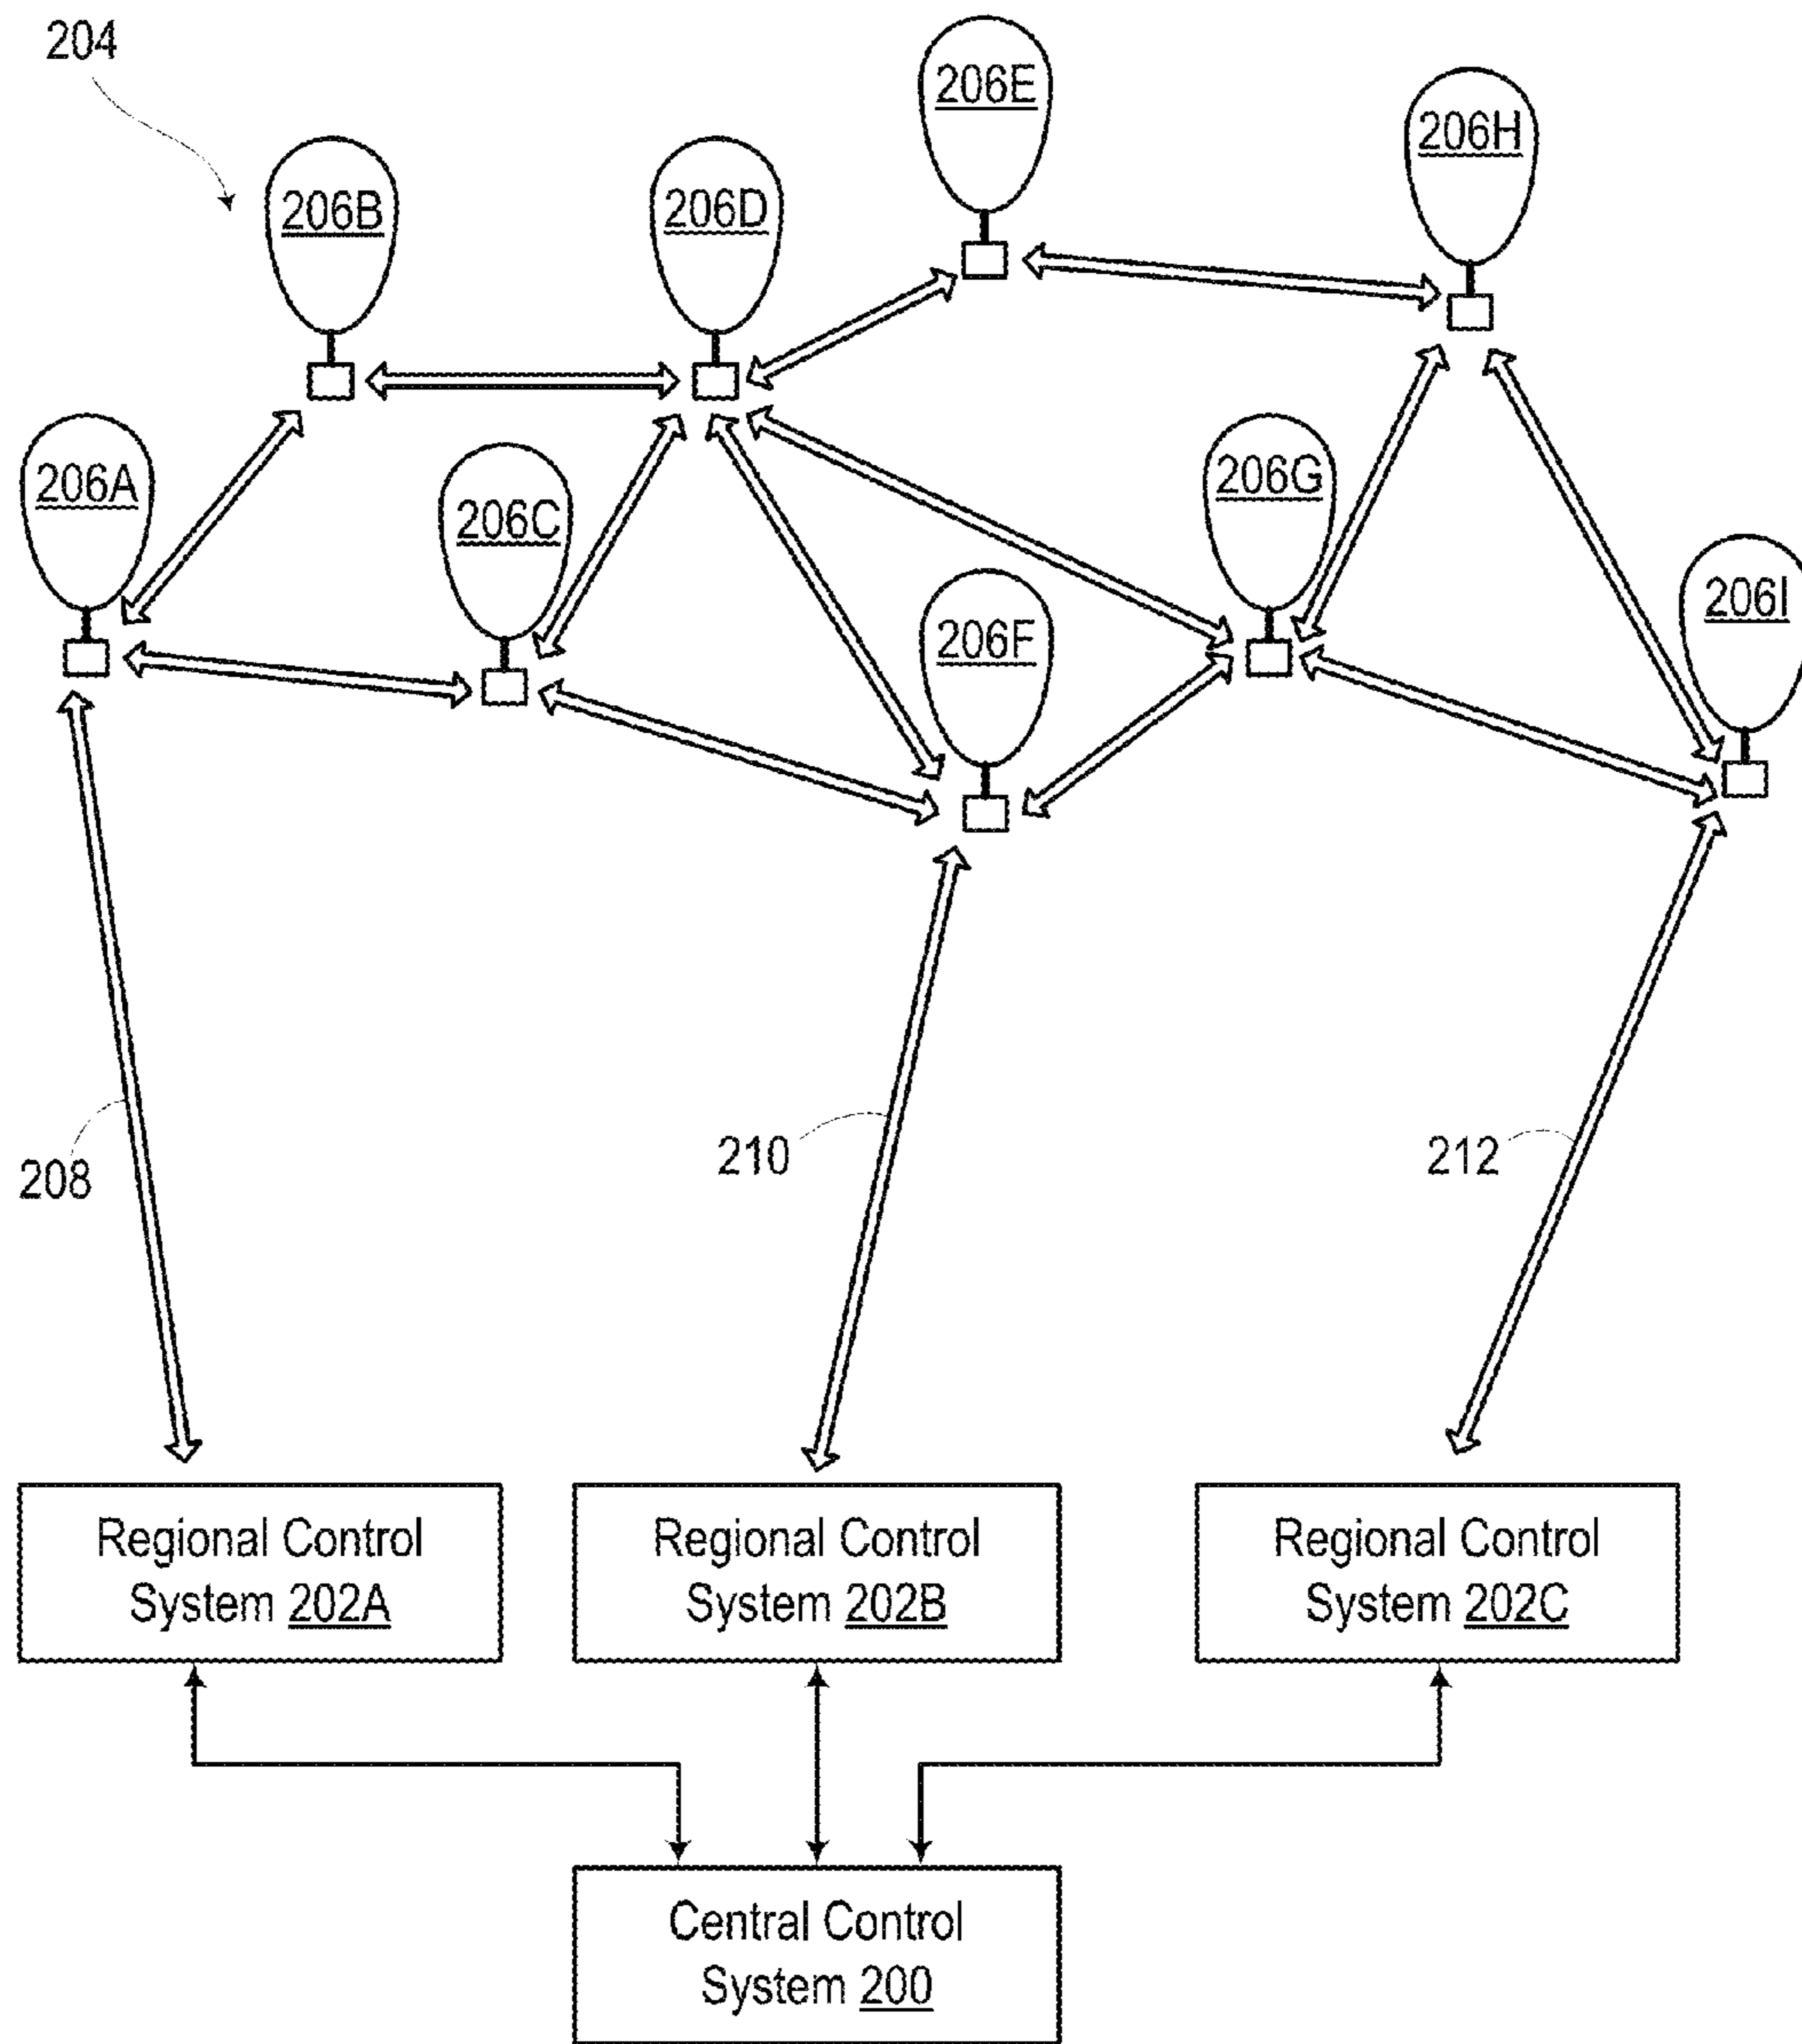 204
206E
206H
206B
206D
206A
206C
206G
206F
206I
208
210
212
Regional Control
System 202A
Regional Control
System 202B
Regional Control
System 202C
Central Control
System 200